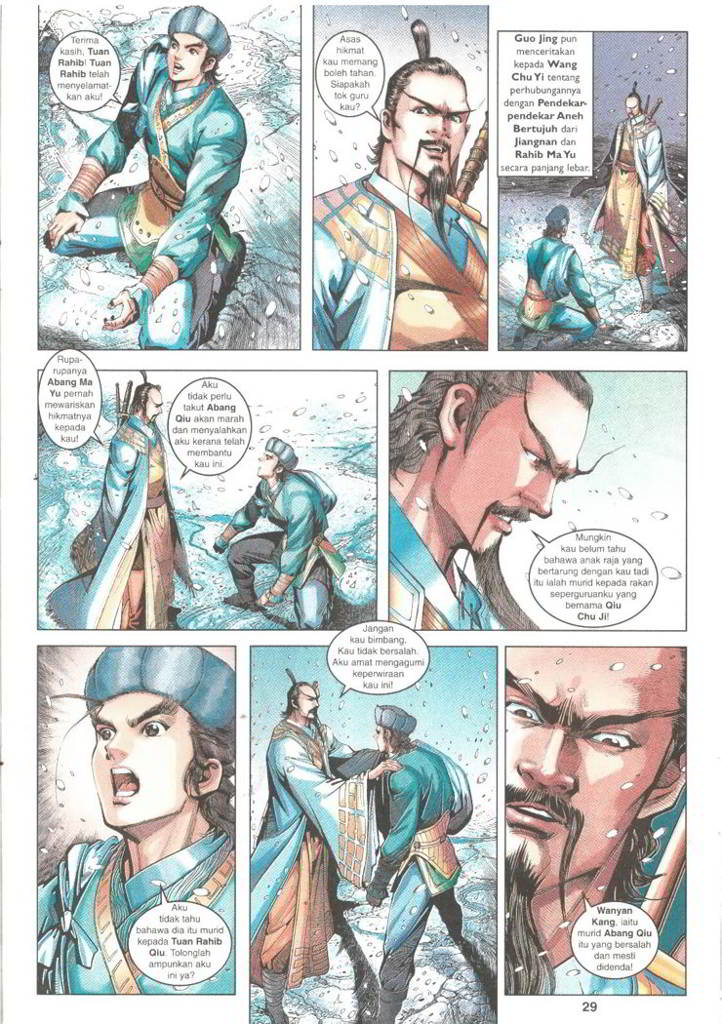 Terima
kasih, Tuan
Rahib! Tuan
Rahib telah
menyelamat-
kan aku!
Asas
hikmat
kau memang
boleh tahan.
Siapakah
tok guru
kau?
Guo Jing pun
menceritakan
kepada Wang
Chu Yi tentang
perhubungannya
dengan Pendekar-
pendekar Aneh
Bertujuh dari
Jiangnan dan
Rahib Ma Yu
secara panjang lebar.
Rupa-
rupanya
Abang Ma
Yu pernah
mewariskan
hikmatnya
kepada
kau!
Aku
tidak perlu
takut Abang
Qiu akan marah
dan menyalahkan
aku kerana telah
membantu
kau ini.
Mungkin
kau belum tahu
bahawa anak raja yang
bertarung dengan kau tadi
itu ialah murid kepada rakan
seperguruanku yang
bernama Qiu
Chu Ji!
Aku
tidak tahu
bahawa dia itu murid
kepada Tuan Rahib
Qiu. Tolonglah
ampunkan aku
ini ya?
Jangan
kau bimbang.
Kau tidak bersalah.
Aku amat mengagumi
keperwiraan
kau ini!
Wanyan
Kang, iaitu
murid Abang Qiu
itu yang bersalah
dan mesti
didenda!
29